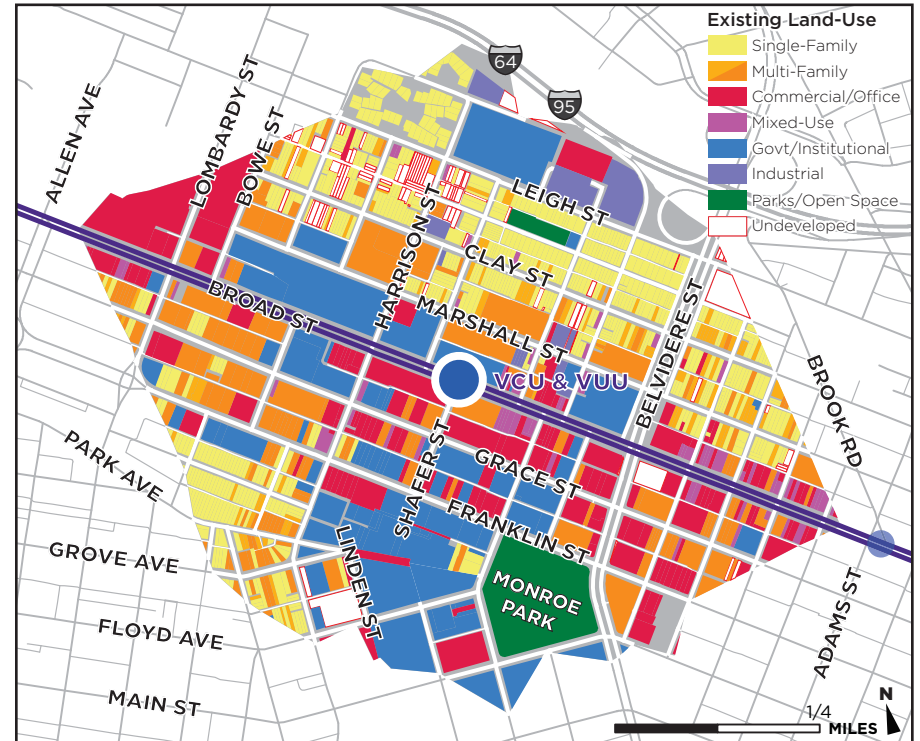 Existing Land-Use
Single-Family
Multi-Family
Commercial/Office
Mixed-Use
Govt/Institutional
Industrial
Parks/Open Space
Undeveloped
64
95
ALLEN AVE
LOMBARDY ST
BOWE ST
HARRISON ST
LEIGH ST
CLAY ST
MARSHALL ST
BROAD ST
VCU & VUU
BELVIDERE ST
BROOK RD
PARK AVE
SHAFER ST
GRACE ST
FRANKLIN ST
GROVE AVE
LINDEN ST
MONROE
PARK
FLOYD AVE
ADAMS ST
MAIN ST
1/4
MILES
N